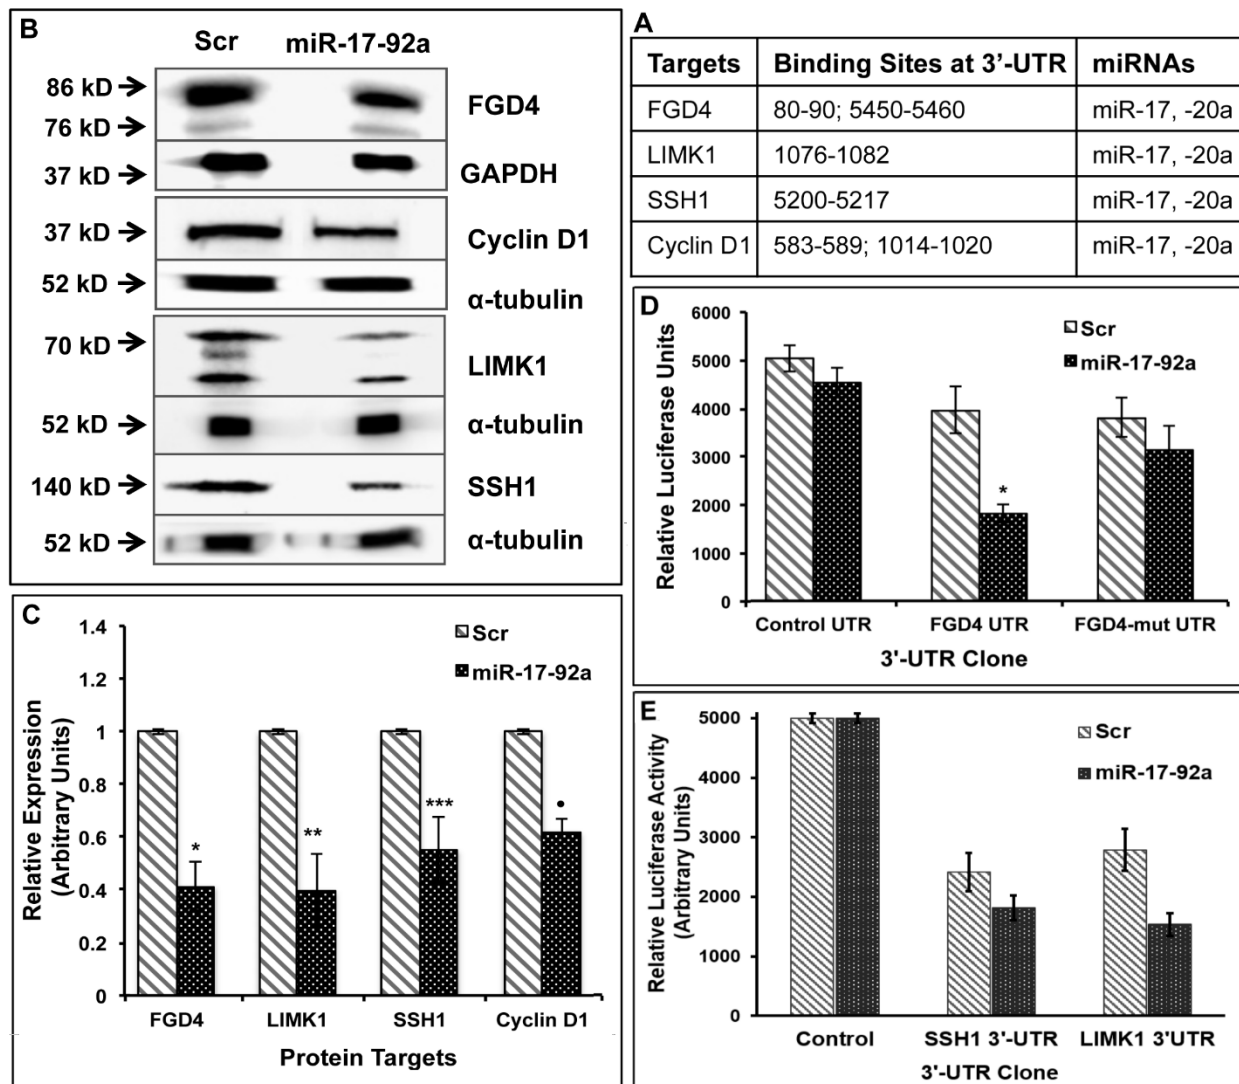 B
Scr miR-17-92a
86 kD
FGD4
76 kD
GAPDH
37 kD
37 kD
Cyclin D1
52 kD
α-tubulin
70 kD
LIMK1
52 kD
α-tubulin
140 kD
SSH1
52 kD
α-tubulin
A
Targets Binding Sites at 3’-UTR miRNAs
FGD4 80-90; 5450-5460 miR-17, -20a
LIMK1 1076-1082 miR-17, -20a
SSH1 5200-5217 miR-17, -20a
Cyclin D1 583-589; 1014-1020 miR-17, -20a
C
Relative Expression
(Arbitrary Units)
1.4
1.2
1
0.8
0.6
0.4
0.2
0
Scr
miR-17-92a
*
**
***
•
FGD4 LIMK1 SSH1 Cyclin D1
Protein Targets
D
Relative Luciferase Units
6000
5000
4000
3000
2000
1000
0
Scr
miR-17-92a
*
Control UTR FGD4 UTR FGD4-mut UTR
3'-UTR Clone
E
Relative Luciferase Activity
(Arbitrary Units)
5000
4000
3000
2000
1000
0
Scr
miR-17-92a
Control SSH1 3'-UTR LIMK1 3'UTR
3'-UTR Clone